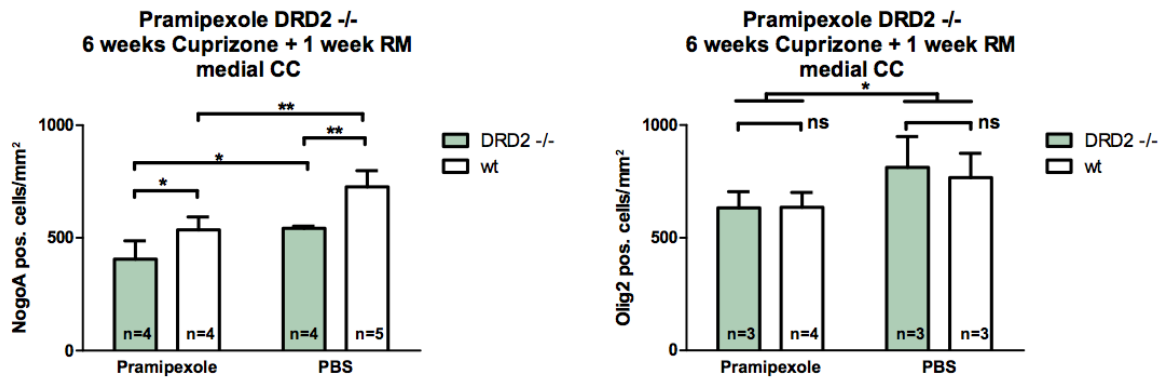 Pramipexole DRD2 -/-
6 weeks Cuprizone + 1 week RM
medial CC
NogoA pos. cells/mm²
1000
500
0
**
**
*
*
n=4
n=4
n=4
n=5
Pramipexole
PBS
DRD2 -/-
wt
Pramipexole DRD2 -/-
6 weeks Cuprizone + 1 week RM
medial CC
Olig2 pos. cells/mm²
1000
500
0
*
ns
ns
n=3
n=4
n=3
n=3
Pramipexole
PBS
DRD2 -/-
wt